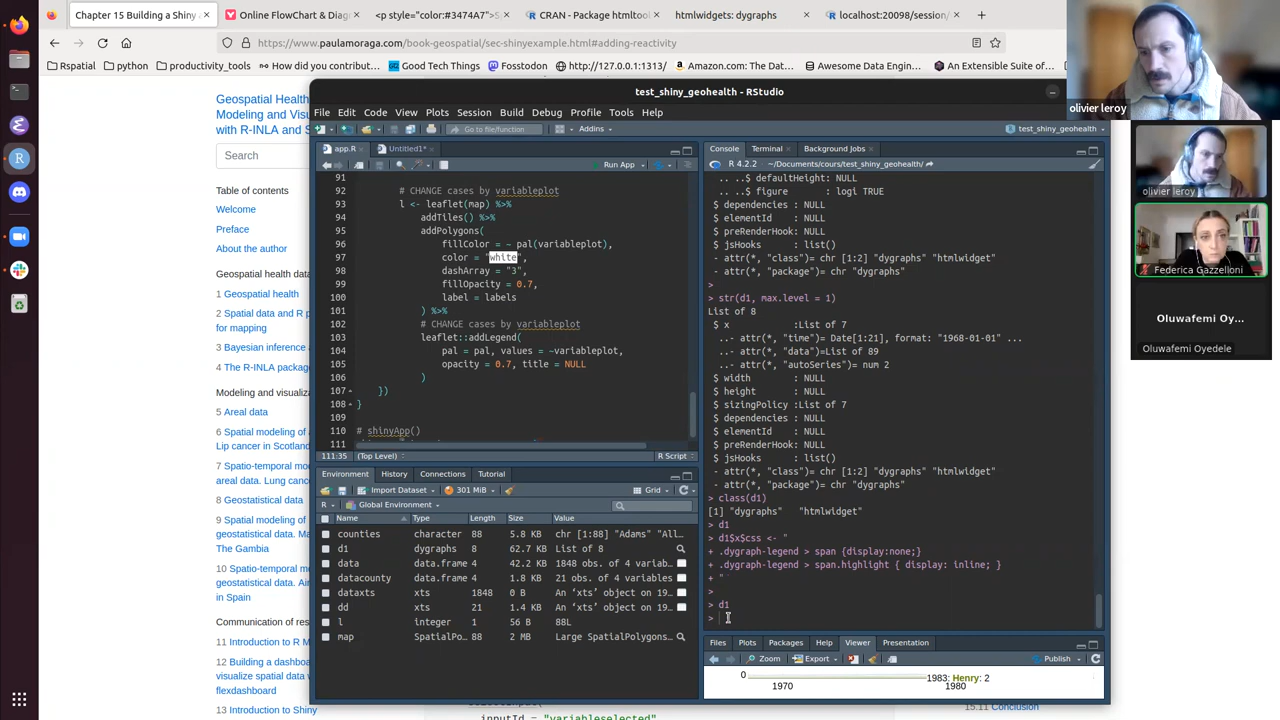 Chapter 15 Building a Shiny
Online FlowChart & Diag
<p style="color:#3474A7">S
CRAN - Package htmltool
htmlwidgets: dygraphs
localhost:20098/session/
https://www.paulamoraga.com/book-geospatial/sec-shinyexample.html#adding-reactivity
Rspatial
python
productivity_tools
How did you contribut…
Good Tech Things
Fosstodon
http://127.0.0.1:1313/
Amazon.com: The Dat…
Awesome Data Engin…
An Extensible Suite of
Geospatial Health
Modeling and Visu
with R-INLA and S
Search
Table of contents
Welcome
Preface
About the author
Geospatial health
1 Geospatial health
2 Spatial data and R p
for mapping
3 Bayesian inference a
4 The R-INLA package
Modeling and visualiza
5 Areal data
6 Spatial modeling of
Lip cancer in Scotland
7 Spatio-temporal mo
areal data. Lung canc
8 Geostatistical data
9 Spatial modeling of
geostatistical data. M
The Gambia
10 Spatio-temporal m
geostatistical data. A
in Spain
Communication of res
11 Introduction to R M
12 Building a dashboa
visualize spatial data w
flexdashboard
13 Introduction to Shiny
inputId = "variableselected"
15.11 Conclusion
test_shiny_geohealth - RStudio
File Edit Code View Plots Session Build Debug Profile Tools Help
Go to file/function
Addins
test_shiny_geohealth
app.R
Untitled1*
Run App
91
92 # CHANGE cases by variableplot
93 l <- leaflet(map) %>%
94 addTiles() %>%
95 addPolygons(
96 fillColor = ~ pal(variableplot),
97 color = "white",
98 dashArray = "3",
99 fillOpacity = 0.7,
100 label = labels
101 ) %>%
102 # CHANGE cases by variableplot
103 leaflet::addLegend(
104 pal = pal, values = ~variableplot,
105 opacity = 0.7, title = NULL
106 )
107 })
108 }
109
110 # shinyApp()
111
111:35 (Top Level) R Script
Environment History Connections Tutorial
Import Dataset 301 MiB Grid
R Global Environment
Name Type Length Size Value
counties character 88 5.8 KB chr [1:88] "Adams" "All…
d1 dygraphs 8 62.7 KB List of 8
data data.frame 4 42.2 KB 1848 obs. of 4 variab…
datacounty data.frame 4 1.8 KB 21 obs. of 4 variables
dataxts xts 1848 0 B An 'xts' object on 19…
dd xts 21 1.4 KB An 'xts' object on 19…
l integer 1 56 B 88L
map SpatialPo… 88 2 MB Large SpatialPolygons…
Console Terminal Background Jobs
R 4.2.2 · ~/Documents/cours/test_shiny_geohealth/
.. ..$ defaultHeight: NULL
.. ..$ figure : logi TRUE
$ dependencies : NULL
$ elementId : NULL
$ preRenderHook: NULL
$ jsHooks : list()
- attr(*, "class")= chr [1:2] "dygraphs" "htmlwidget"
- attr(*, "package")= chr "dygraphs"
>
> str(d1, max.level = 1)
List of 8
$ x :List of 7
..- attr(*, "time")= Date[1:21], format: "1968-01-01" ...
..- attr(*, "data")=List of 89
..- attr(*, "autoSeries")= num 2
$ width : NULL
$ height : NULL
$ sizingPolicy :List of 7
$ dependencies : NULL
$ elementId : NULL
$ preRenderHook: NULL
$ jsHooks : list()
- attr(*, "class")= chr [1:2] "dygraphs" "htmlwidget"
- attr(*, "package")= chr "dygraphs"
> class(d1)
[1] "dygraphs" "htmlwidget"
> d1
> d1$x$css <- "
+ .dygraph-legend > span {display:none;}
+ .dygraph-legend > span.highlight { display: inline; }
+ "
>
> d1
>
Files Plots Packages Help Viewer Presentation
Zoom Export Publish
0
1983: Henry: 2
1970 1980
olivier leroy
olivier leroy
Federica Gazzelloni
Oluwafemi Oy…
Oluwafemi Oyedele